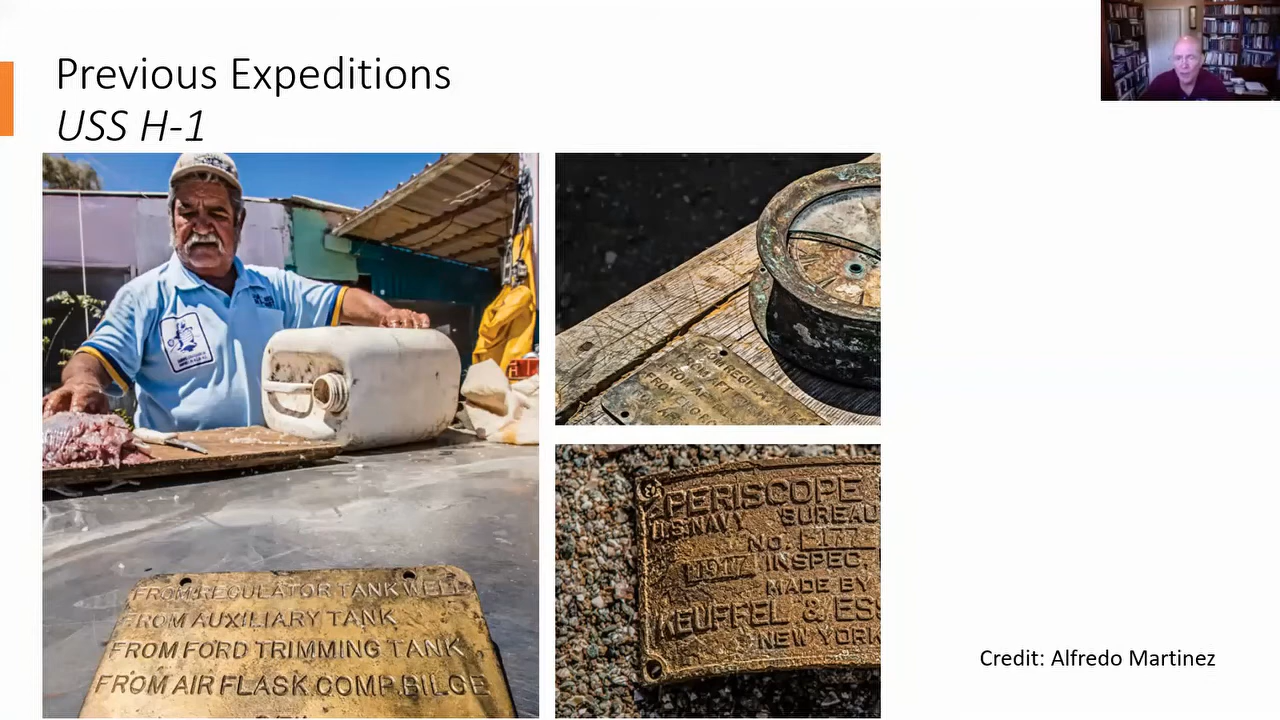 Previous Expeditions
USS H-1
FROM REGULATOR TANK WELL
FROM AUXILIARY TANK
FROM FORD TRIMMING TANK
FROM AIR FLASK.COMP.BILGE
PERISCOPE
U.S. NAVY BUREAU
NO.
1917 INSPEC.
MADE BY
KEUFFEL & ESS
NEW YORK
Credit: Alfredo Martinez